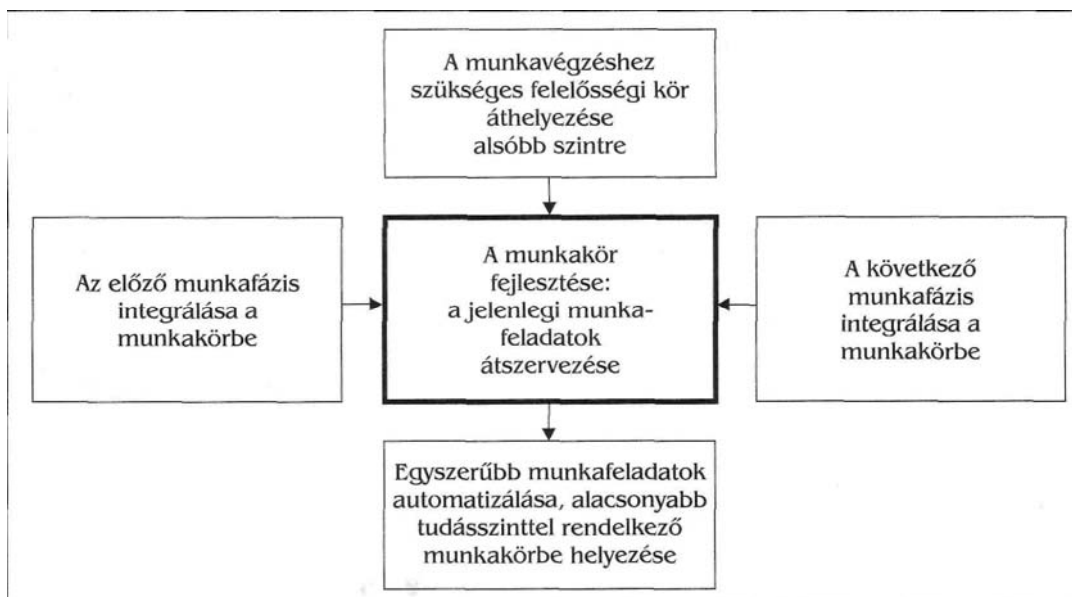 A munkavégzéshez
szükséges felelősségi kör
áthelyezése
alsóbb szintre
Az előző munkafázis
integrálása a
munkakörbe
A munkakör
fejlesztése:
a jelenlegi munka-
feladatok
átszervezése
A következő
munkafázis
integrálása a
munkakörbe
Egyszerűbb munkafeladatok
automatizálása, alacsonyabb
tudásszinttel rendelkező
munkakörbe helyezése